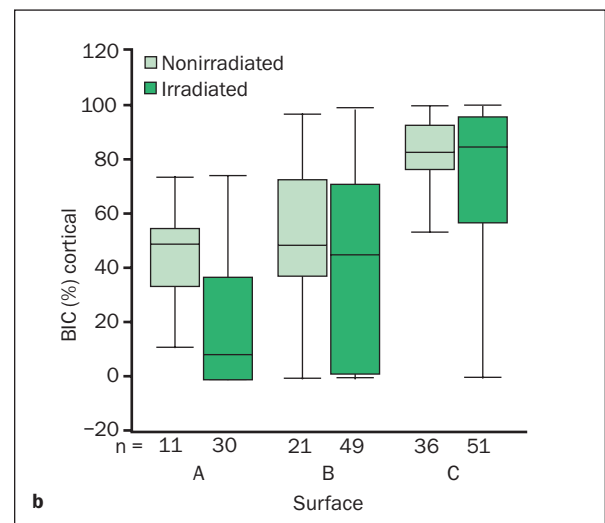 120
Nonirradiated
Irradiated
100
80
60
40
20
0
−20
BIC (%) cortical
n = 11 30 21 49 36 51
A B C
b Surface